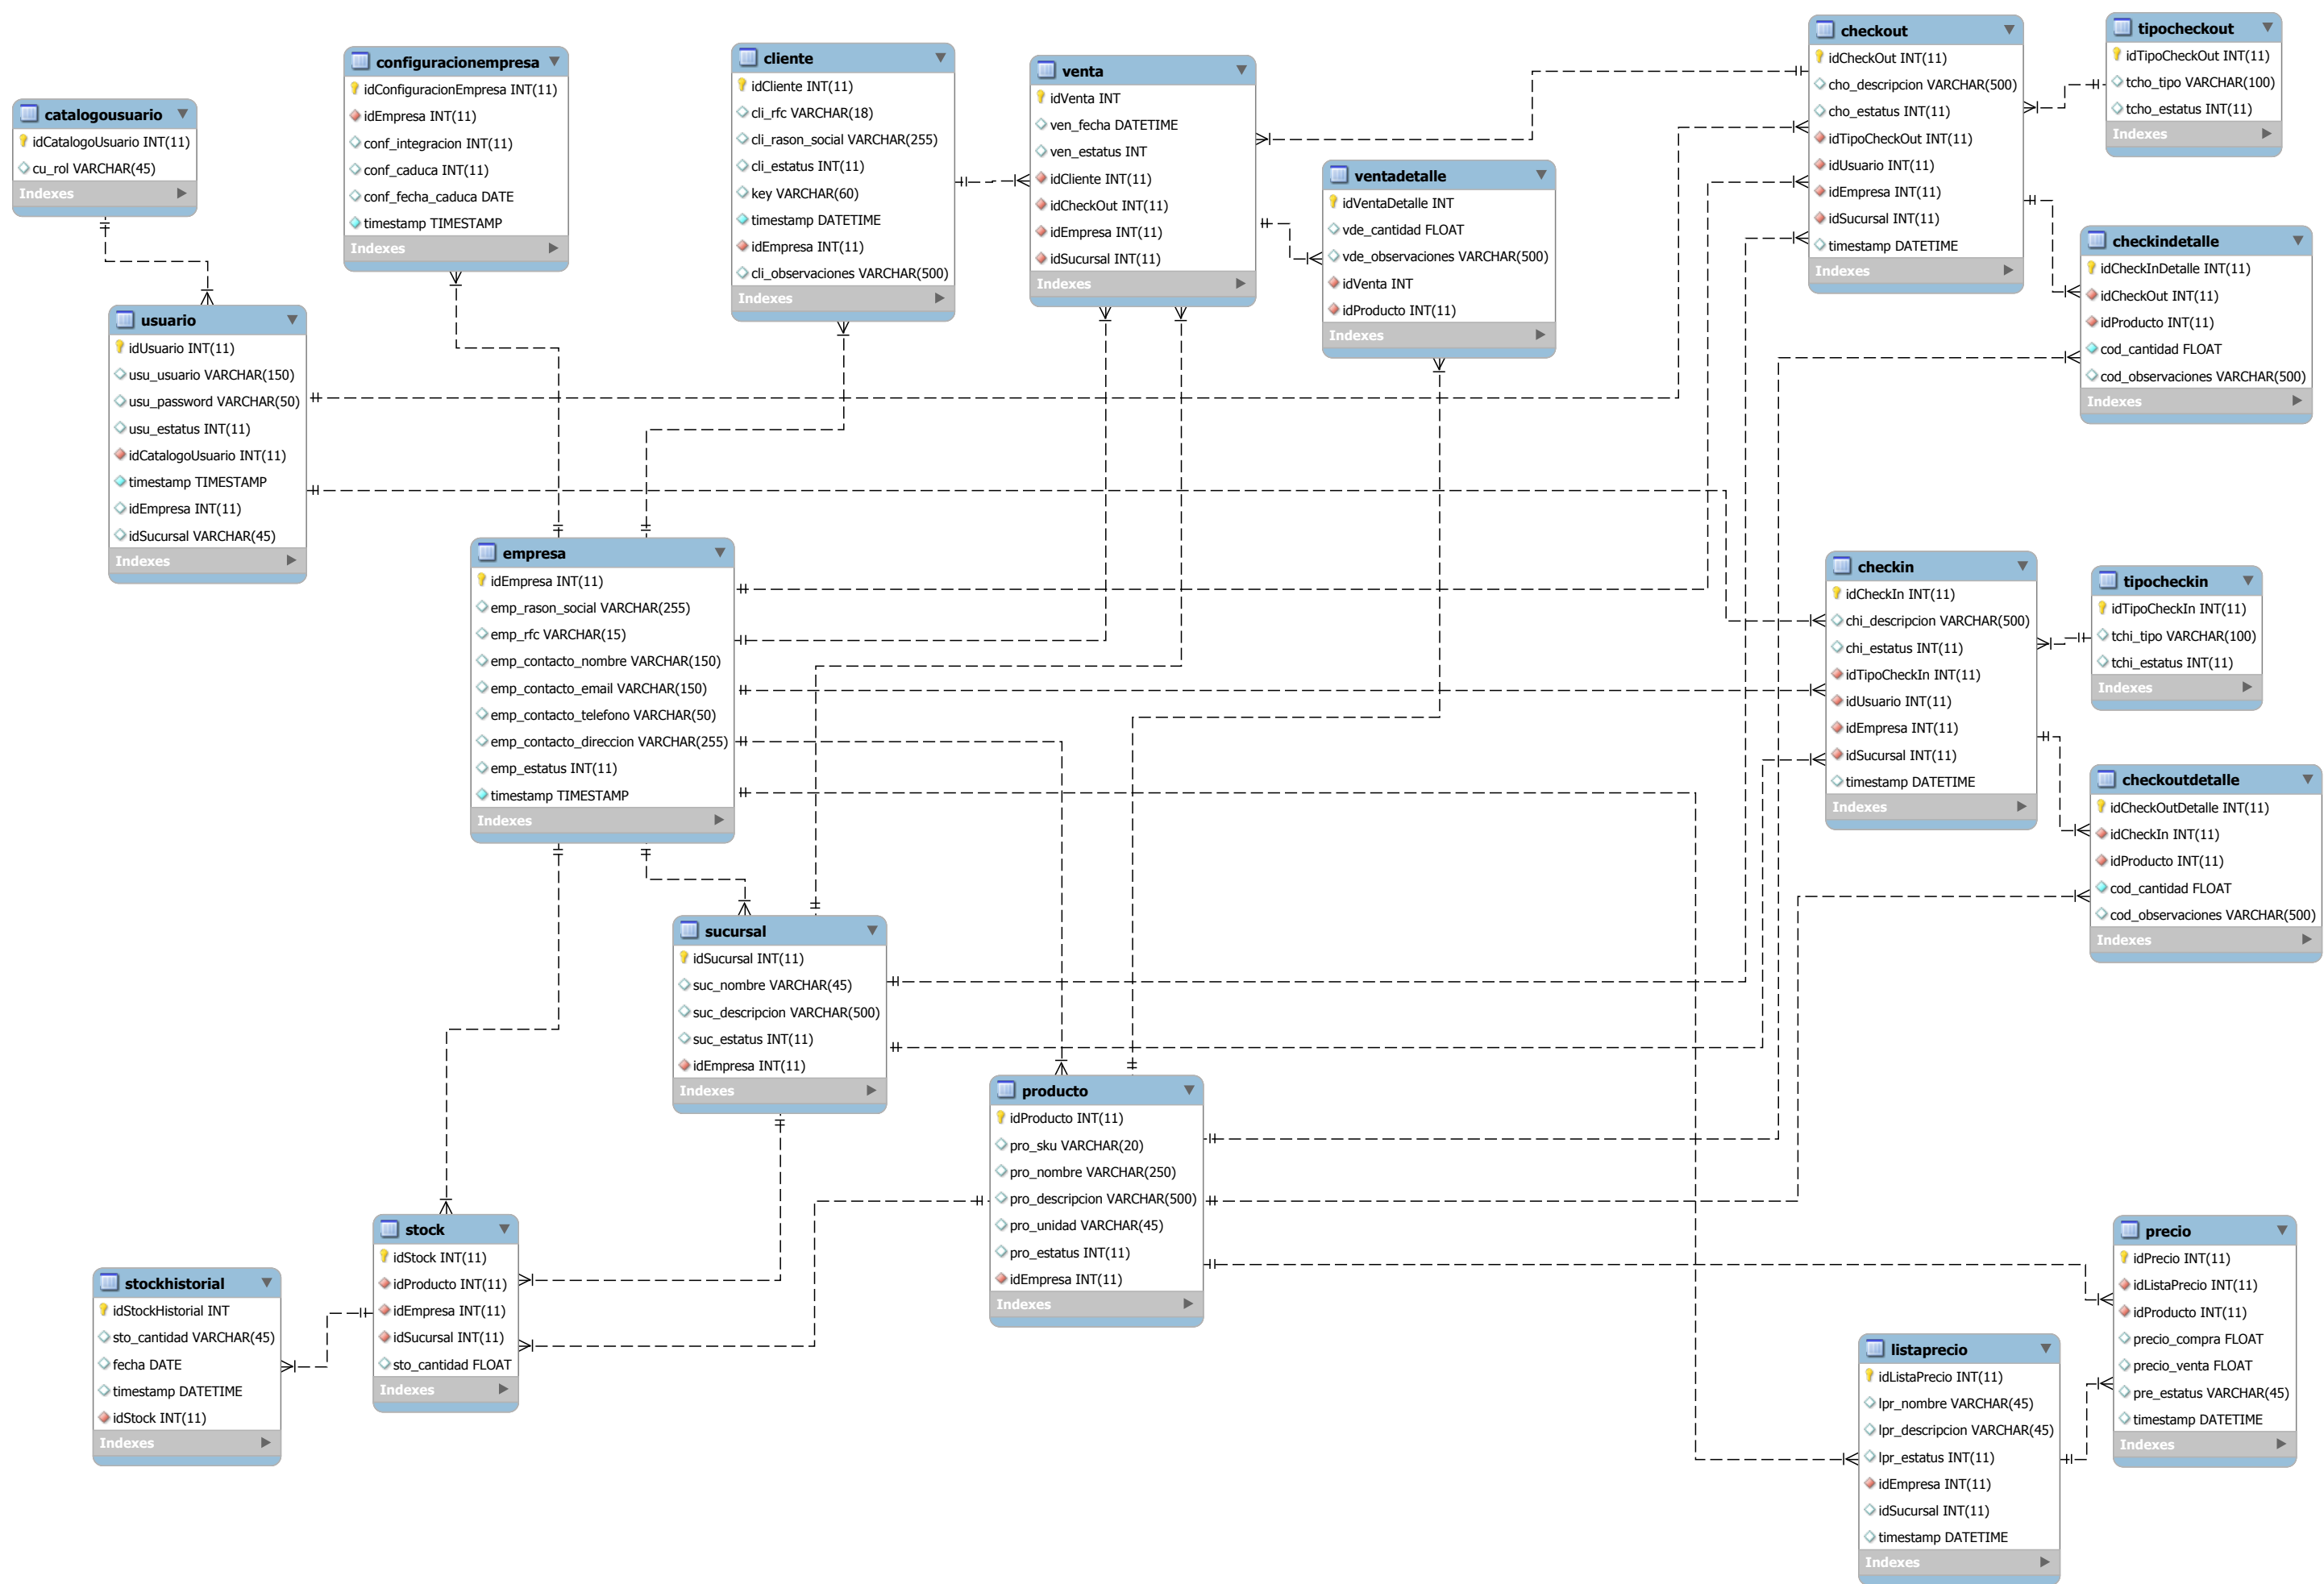 catalogousuario
idCatalogoUsuario INT(11)
cu_rol VARCHAR(45)
Indexes
configuracionempresa
idConfiguracionEmpresa INT(11)
idEmpresa INT(11)
conf_integracion INT(11)
conf_caduca INT(11)
conf_fecha_caduca DATE
timestamp TIMESTAMP
Indexes
cliente
idCliente INT(11)
cli_rfc VARCHAR(18)
cli_rason_social VARCHAR(255)
cli_estatus INT(11)
key VARCHAR(60)
timestamp DATETIME
idEmpresa INT(11)
cli_observaciones VARCHAR(500)
Indexes
venta
idVenta INT
ven_fecha DATETIME
ven_estatus INT
idCliente INT(11)
idCheckOut INT(11)
idEmpresa INT(11)
idSucursal INT(11)
Indexes
ventadetalle
idVentaDetalle INT
vde_cantidad FLOAT
vde_observaciones VARCHAR(500)
idVenta INT
idProducto INT(11)
Indexes
checkout
idCheckOut INT(11)
cho_descripcion VARCHAR(500)
cho_estatus INT(11)
idTipoCheckOut INT(11)
idUsuario INT(11)
idEmpresa INT(11)
idSucursal INT(11)
timestamp DATETIME
Indexes
tipocheckout
idTipoCheckOut INT(11)
tcho_tipo VARCHAR(100)
tcho_estatus INT(11)
Indexes
checkindetalle
idCheckInDetalle INT(11)
idCheckOut INT(11)
idProducto INT(11)
cod_cantidad FLOAT
cod_observaciones VARCHAR(500)
Indexes
usuario
idUsuario INT(11)
usu_usuario VARCHAR(150)
usu_password VARCHAR(50)
usu_estatus INT(11)
idCatalogoUsuario INT(11)
timestamp TIMESTAMP
idEmpresa INT(11)
idSucursal VARCHAR(45)
Indexes
empresa
idEmpresa INT(11)
emp_rason_social VARCHAR(255)
emp_rfc VARCHAR(15)
emp_contacto_nombre VARCHAR(150)
emp_contacto_email VARCHAR(150)
emp_contacto_telefono VARCHAR(50)
emp_contacto_direccion VARCHAR(255)
emp_estatus INT(11)
timestamp TIMESTAMP
Indexes
checkin
idCheckIn INT(11)
chi_descripcion VARCHAR(500)
chi_estatus INT(11)
idTipoCheckIn INT(11)
idUsuario INT(11)
idEmpresa INT(11)
idSucursal INT(11)
timestamp DATETIME
Indexes
tipocheckin
idTipoCheckIn INT(11)
tchi_tipo VARCHAR(100)
tchi_estatus INT(11)
Indexes
checkoutdetalle
idCheckOutDetalle INT(11)
idCheckIn INT(11)
idProducto INT(11)
cod_cantidad FLOAT
cod_observaciones VARCHAR(500)
Indexes
sucursal
idSucursal INT(11)
suc_nombre VARCHAR(45)
suc_descripcion VARCHAR(500)
suc_estatus INT(11)
idEmpresa INT(11)
Indexes
producto
idProducto INT(11)
pro_sku VARCHAR(20)
pro_nombre VARCHAR(250)
pro_descripcion VARCHAR(500)
pro_unidad VARCHAR(45)
pro_estatus INT(11)
idEmpresa INT(11)
Indexes
stock
idStock INT(11)
idProducto INT(11)
idEmpresa INT(11)
idSucursal INT(11)
sto_cantidad FLOAT
Indexes
stockhistorial
idStockHistorial INT
sto_cantidad VARCHAR(45)
fecha DATE
timestamp DATETIME
idStock INT(11)
Indexes
precio
idPrecio INT(11)
idListaPrecio INT(11)
idProducto INT(11)
precio_compra FLOAT
precio_venta FLOAT
pre_estatus VARCHAR(45)
timestamp DATETIME
Indexes
listaprecio
idListaPrecio INT(11)
lpr_nombre VARCHAR(45)
lpr_descripcion VARCHAR(45)
lpr_estatus INT(11)
idEmpresa INT(11)
idSucursal INT(11)
timestamp DATETIME
Indexes